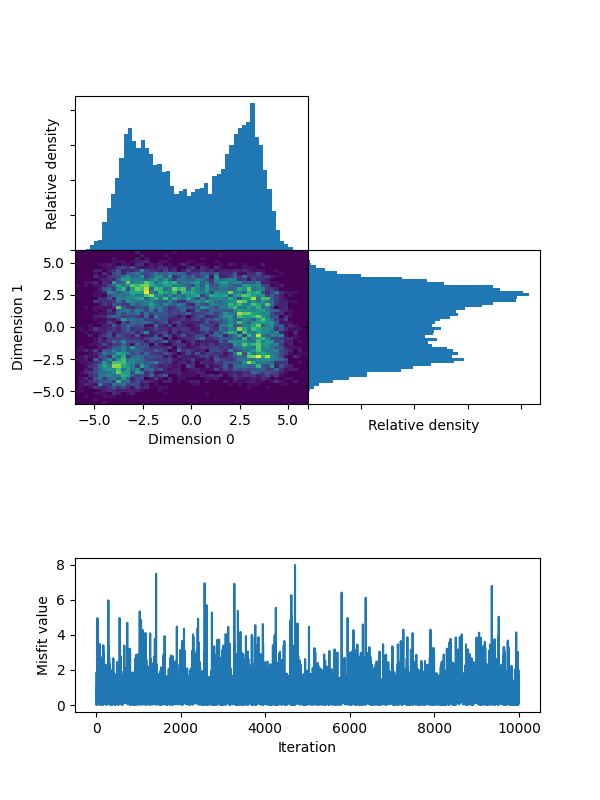 Relative density
5.0
2.5
0.0
−2.5
−5.0
Dimension 1
−5.0 −2.5 0.0 2.5 5.0
Dimension 0
Relative density
8
6
4
2
0
Misfit value
0 2000 4000 6000 8000 10000
Iteration